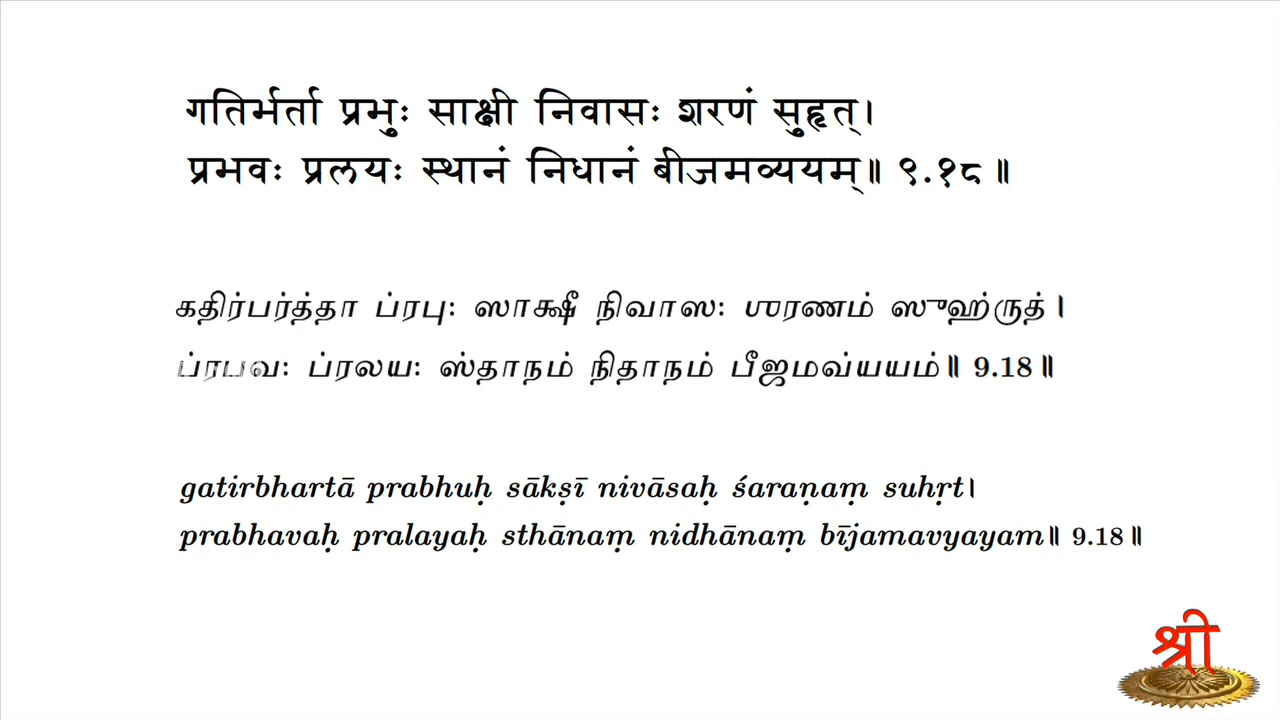 गतिर्भर्ता प्रभुः साक्षी निवासः शरणं सुहृत्।
प्रभवः प्रलयः स्थानं निधानं बीजमव्ययम्॥ ९.१८॥
கதிர்பர்த்தா ப்ரபு: ஸாக்ஷீ நிவாஸ: ஶரணம் ஸுஹ்ருத்।
ப்ரபவ: ப்ரலய: ஸ்தாநம் நிதாநம் பீஜமவ்யயம்॥ 9.18॥
gatirbhartā prabhuḥ sākṣī nivāsaḥ śaraṇaṃ suhṛt।
prabhavaḥ pralayaḥ sthānaṃ nidhānaṃ bījamavyayam॥ 9.18॥
श्री